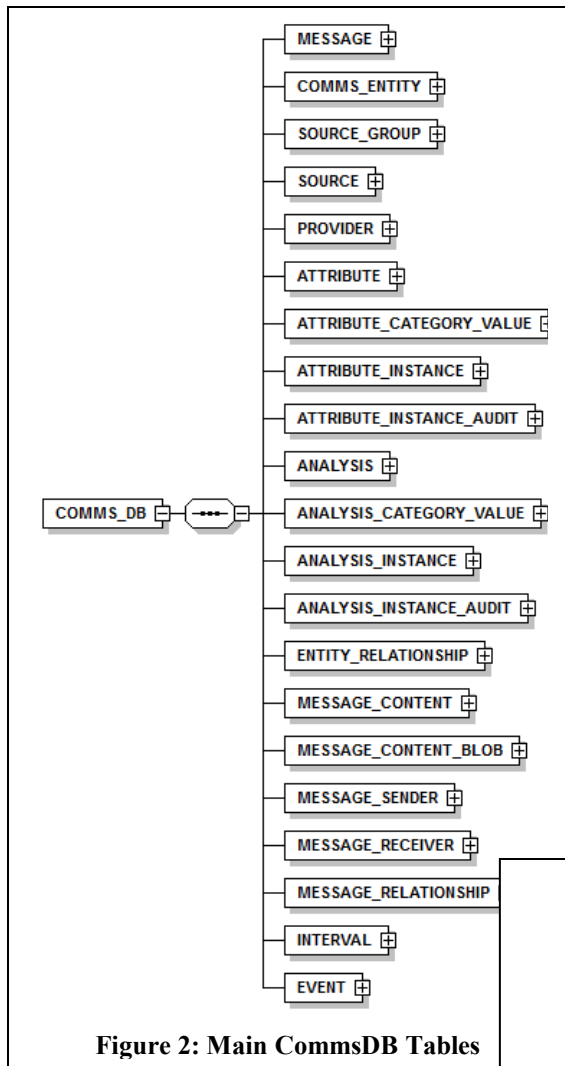 MESSAGE
COMMS_ENTITY
SOURCE_GROUP
SOURCE
PROVIDER
ATTRIBUTE
ATTRIBUTE_CATEGORY_VALUE
ATTRIBUTE_INSTANCE
ATTRIBUTE_INSTANCE_AUDIT
ANALYSIS
COMMS_DB
ANALYSIS_CATEGORY_VALUE
ANALYSIS_INSTANCE
ANALYSIS_INSTANCE_AUDIT
ENTITY_RELATIONSHIP
MESSAGE_CONTENT
MESSAGE_CONTENT_BLOB
MESSAGE_SENDER
MESSAGE_RECEIVER
MESSAGE_RELATIONSHIP
INTERVAL
EVENT
Figure 2: Main CommsDB Tables